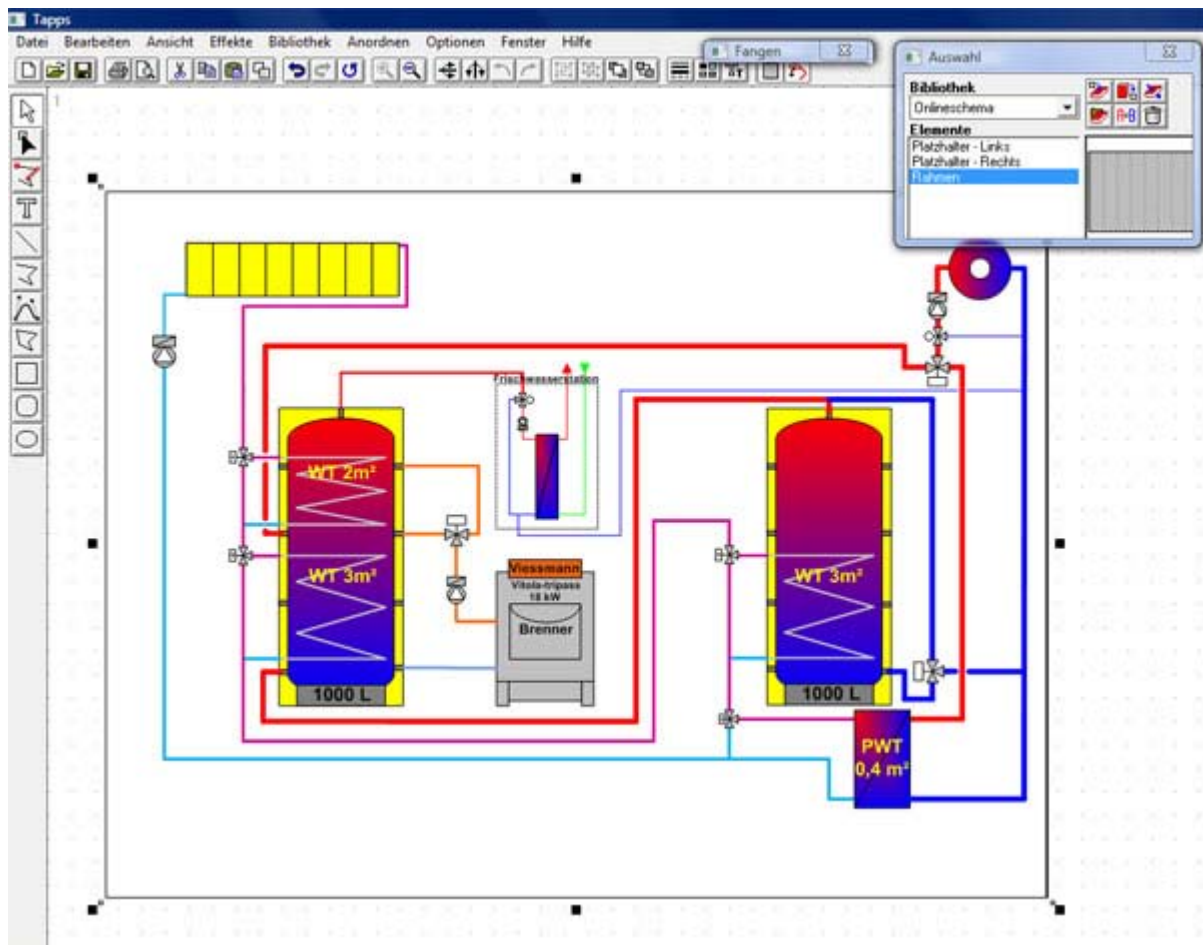 Tapps
Datei Bearbeiten Ansicht Effekte Bibliothek Anordnen Optionen Fenster Hilfe
Fangen
Auswahl
Bibliothek
Onlineschema
Elemente
Platzhalter - Links
Platzhalter - Rechts
Rahmen
A+B
1
Frischwasserstation
WT 2m²
WT 3m²
1000 L
Viessmann
Vitola-tripass
18 kW
Brenner
WT 3m²
1000 L
PWT
0,4 m²